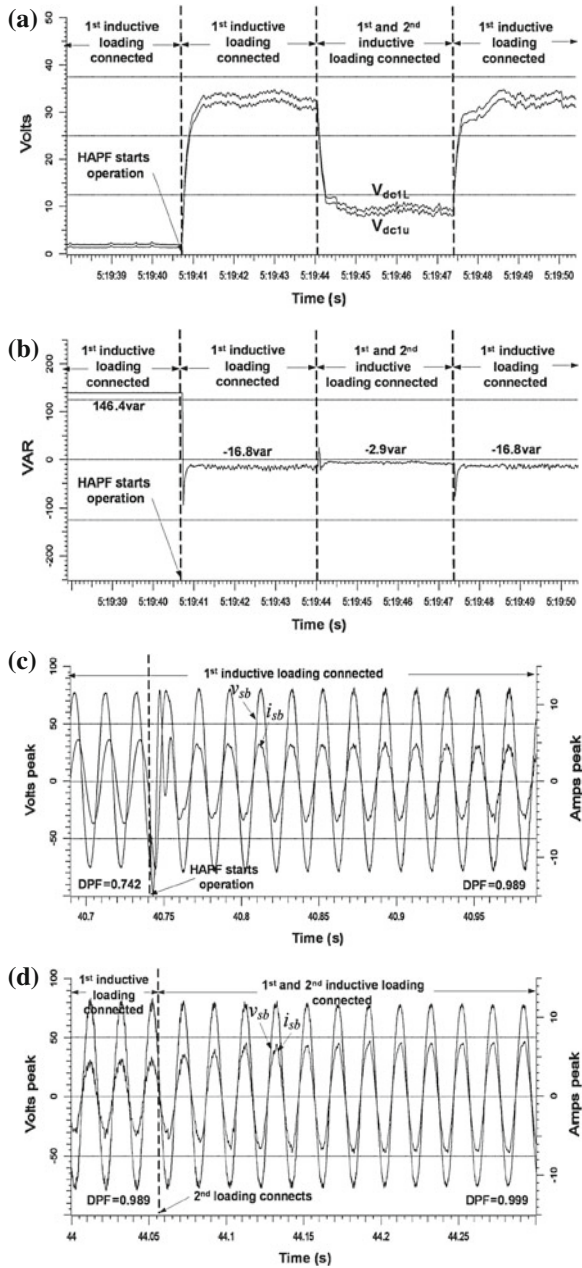 (a)
1st inductive loading connected
1st inductive loading connected
1st and 2nd inductive loading connected
1st inductive loading connected
Volts
50
40
30
20
10
0
HAPF starts operation
Vdc1L
Vdc1u
5:19:39 5:19:40 5:19:41 5:19:42 5:19:43 5:19:44 5:19:45 5:19:46 5:19:47 5:19:48 5:19:49 5:19:50
Time (s)
(b)
1st inductive loading connected
1st inductive loading connected
1st and 2nd inductive loading connected
1st inductive loading connected
VAR
200
100
0
-100
-200
146.4var
-16.8var
-2.9var
-16.8var
HAPF starts operation
5:19:39 5:19:40 5:19:41 5:19:42 5:19:43 5:19:44 5:19:45 5:19:46 5:19:47 5:19:48 5:19:49 5:19:50
Time (s)
(c)
1st inductive loading connected
Volts peak
100
50
0
-50
Amps peak
10
0
-10
vsb
isb
DPF=0.742
HAPF starts operation
DPF=0.989
40.7 40.75 40.8 40.85 40.9 40.95
Time (s)
(d)
1st inductive loading connected
1st and 2nd inductive loading connected
Volts peak
100
50
0
-50
Amps peak
10
0
-10
vsb
isb
DPF=0.989
2nd loading connects
DPF=0.999
44 44.05 44.1 44.15 44.2 44.25
Time (s)